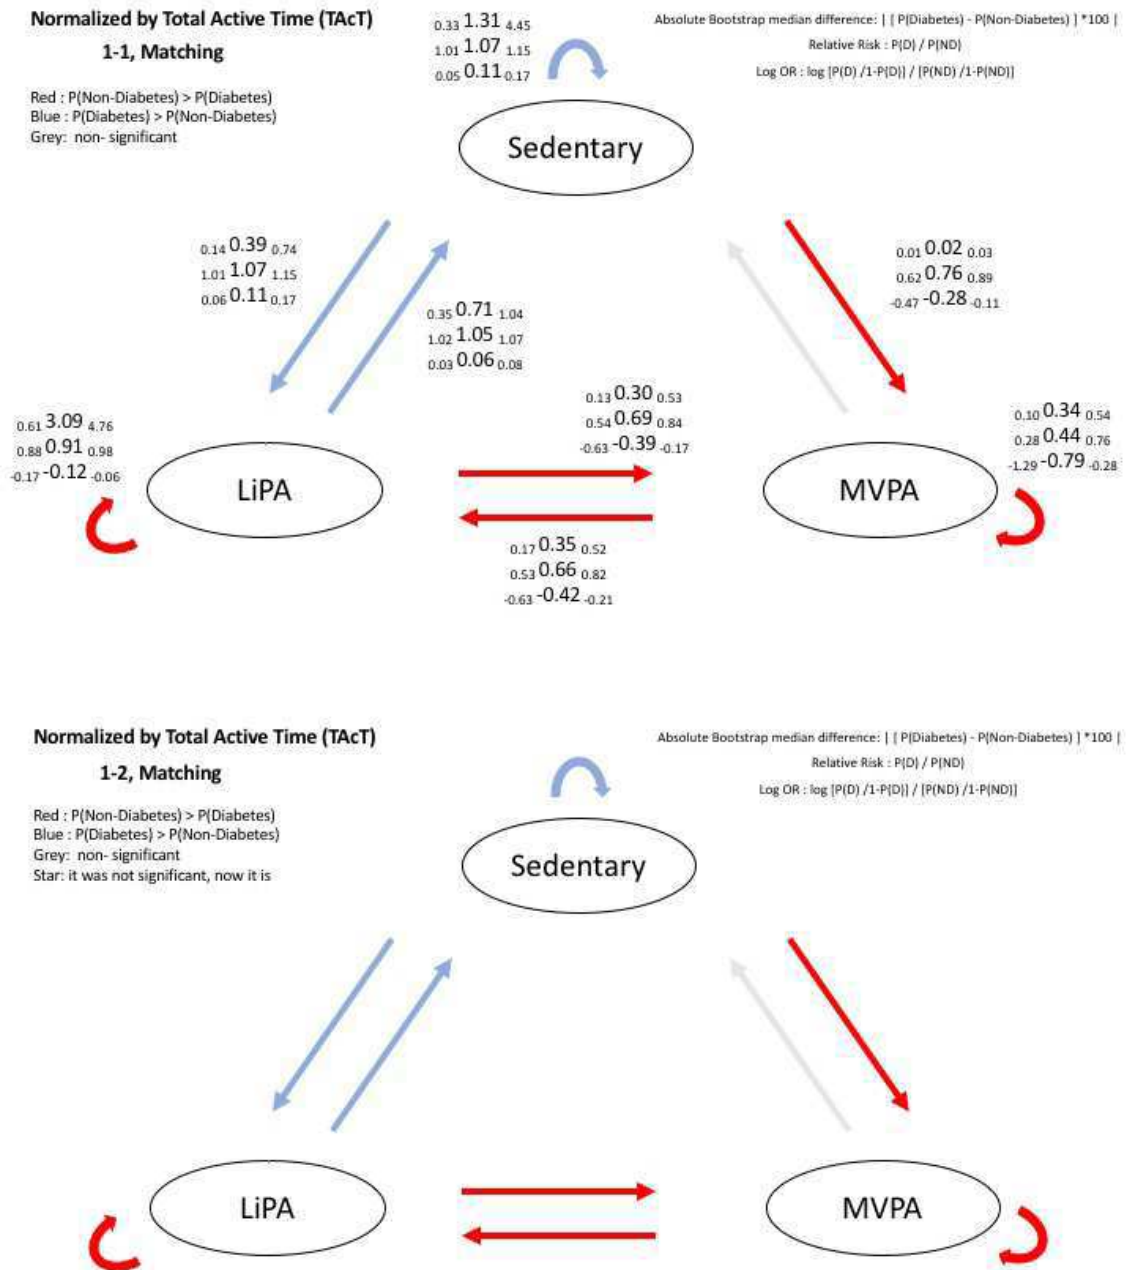 Normalized by Total Active Time (TAcT)
1-1, Matching
Red : P(Non-Diabetes) > P(Diabetes)
Blue : P(Diabetes) > P(Non-Diabetes)
Grey: non- significant
0.33 1.31 4.45
1.01 1.07 1.15
0.05 0.11 0.17
Absolute Bootstrap median difference: | [ P(Diabetes) - P(Non-Diabetes) ] *100 |
Relative Risk : P(D) / P(ND)
Log OR : log [P(D) /1-P(D)] / [P(ND) /1-P(ND)]
Sedentary
0.14 0.39 0.74
1.01 1.07 1.15
0.06 0.11 0.17
0.35 0.71 1.04
1.02 1.05 1.07
0.03 0.06 0.08
0.01 0.02 0.03
0.62 0.76 0.89
-0.47 -0.28 -0.11
0.61 3.09 4.76
0.88 0.91 0.98
-0.17 -0.12 -0.06
0.13 0.30 0.53
0.54 0.69 0.84
-0.63 -0.39 -0.17
0.10 0.34 0.54
0.28 0.44 0.76
-1.29 -0.79 -0.28
LiPA
MVPA
0.17 0.35 0.52
0.53 0.66 0.82
-0.63 -0.42 -0.21
Normalized by Total Active Time (TAcT)
1-2, Matching
Red : P(Non-Diabetes) > P(Diabetes)
Blue : P(Diabetes) > P(Non-Diabetes)
Grey: non- significant
Star: it was not significant, now it is
Absolute Bootstrap median difference: | [ P(Diabetes) - P(Non-Diabetes) ] *100 |
Relative Risk : P(D) / P(ND)
Log OR : log [P(D) /1-P(D)] / [P(ND) /1-P(ND)]
Sedentary
LiPA
MVPA